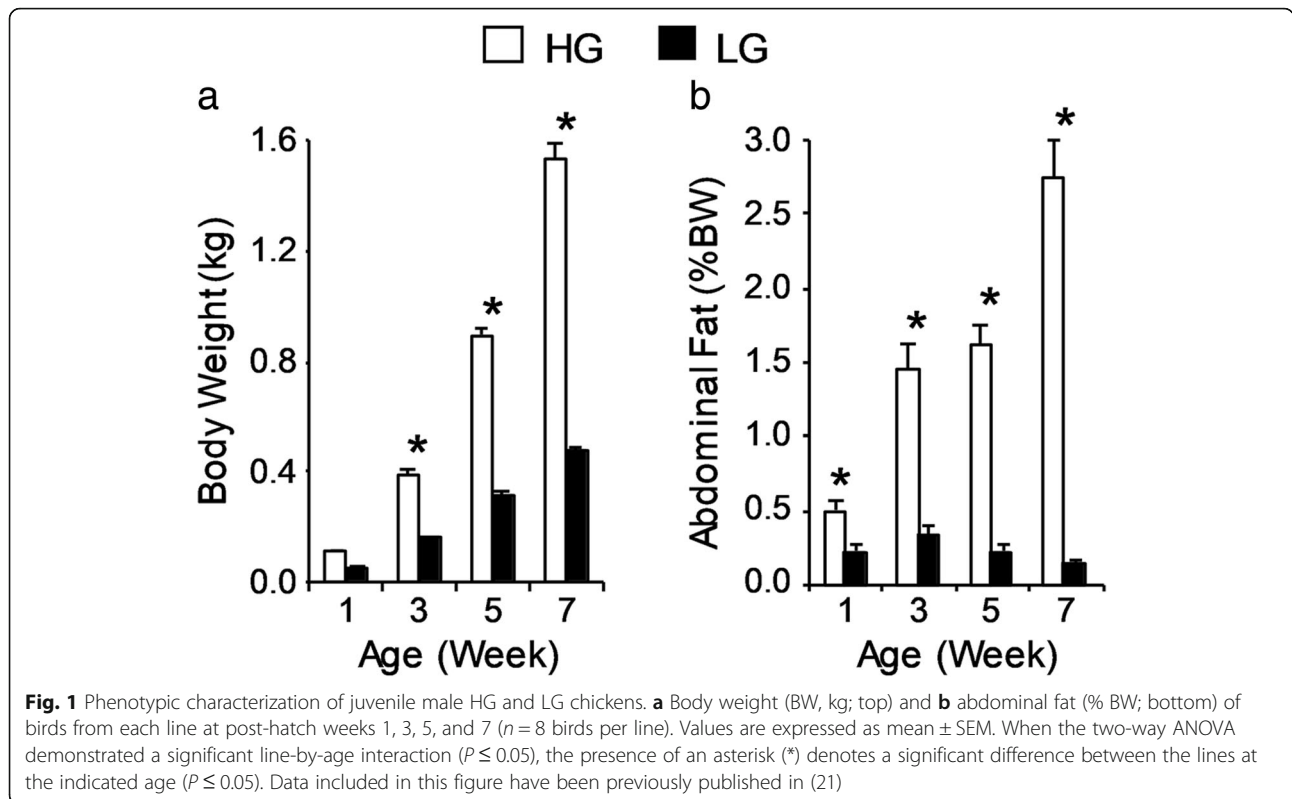 HG LG
a
b
*
*
*
*
*
*
*
1.6
1.2
0.8
0.4
0.0
Body Weight (kg)
1 3 5 7
Age (Week)
3.0
2.5
2.0
1.5
1.0
0.5
0.0
Abdominal Fat (%BW)
1 3 5 7
Age (Week)
Fig. 1 Phenotypic characterization of juvenile male HG and LG chickens. a Body weight (BW, kg; top) and b abdominal fat (% BW; bottom) of
birds from each line at post-hatch weeks 1, 3, 5, and 7 (n = 8 birds per line). Values are expressed as mean ± SEM. When the two-way ANOVA
demonstrated a significant line-by-age interaction (P ≤ 0.05), the presence of an asterisk (*) denotes a significant difference between the lines at
the indicated age (P ≤ 0.05). Data included in this figure have been previously published in (21)